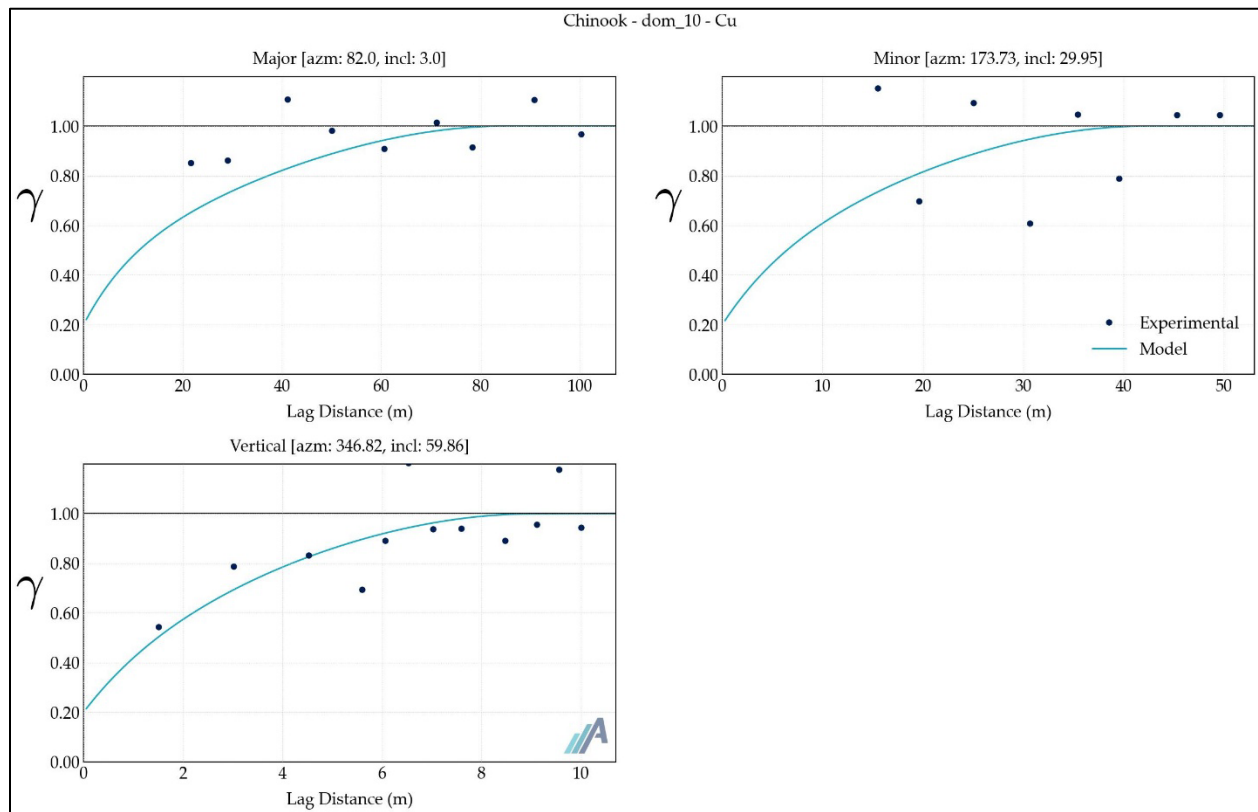 Chinook - dom_10 - Cu
Major [azm: 82.0, incl: 3.0]
1.00
0.80
0.60
0.40
0.20
0.00
γ
0 20 40 60 80 100
Lag Distance (m)
Minor [azm: 173.73, incl: 29.95]
1.00
0.80
0.60
0.40
0.20
0.00
γ
Experimental
Model
0 10 20 30 40 50
Lag Distance (m)
Vertical [azm: 346.82, incl: 59.86]
1.00
0.80
0.60
0.40
0.20
0.00
γ
A
0 2 4 6 8 10
Lag Distance (m)